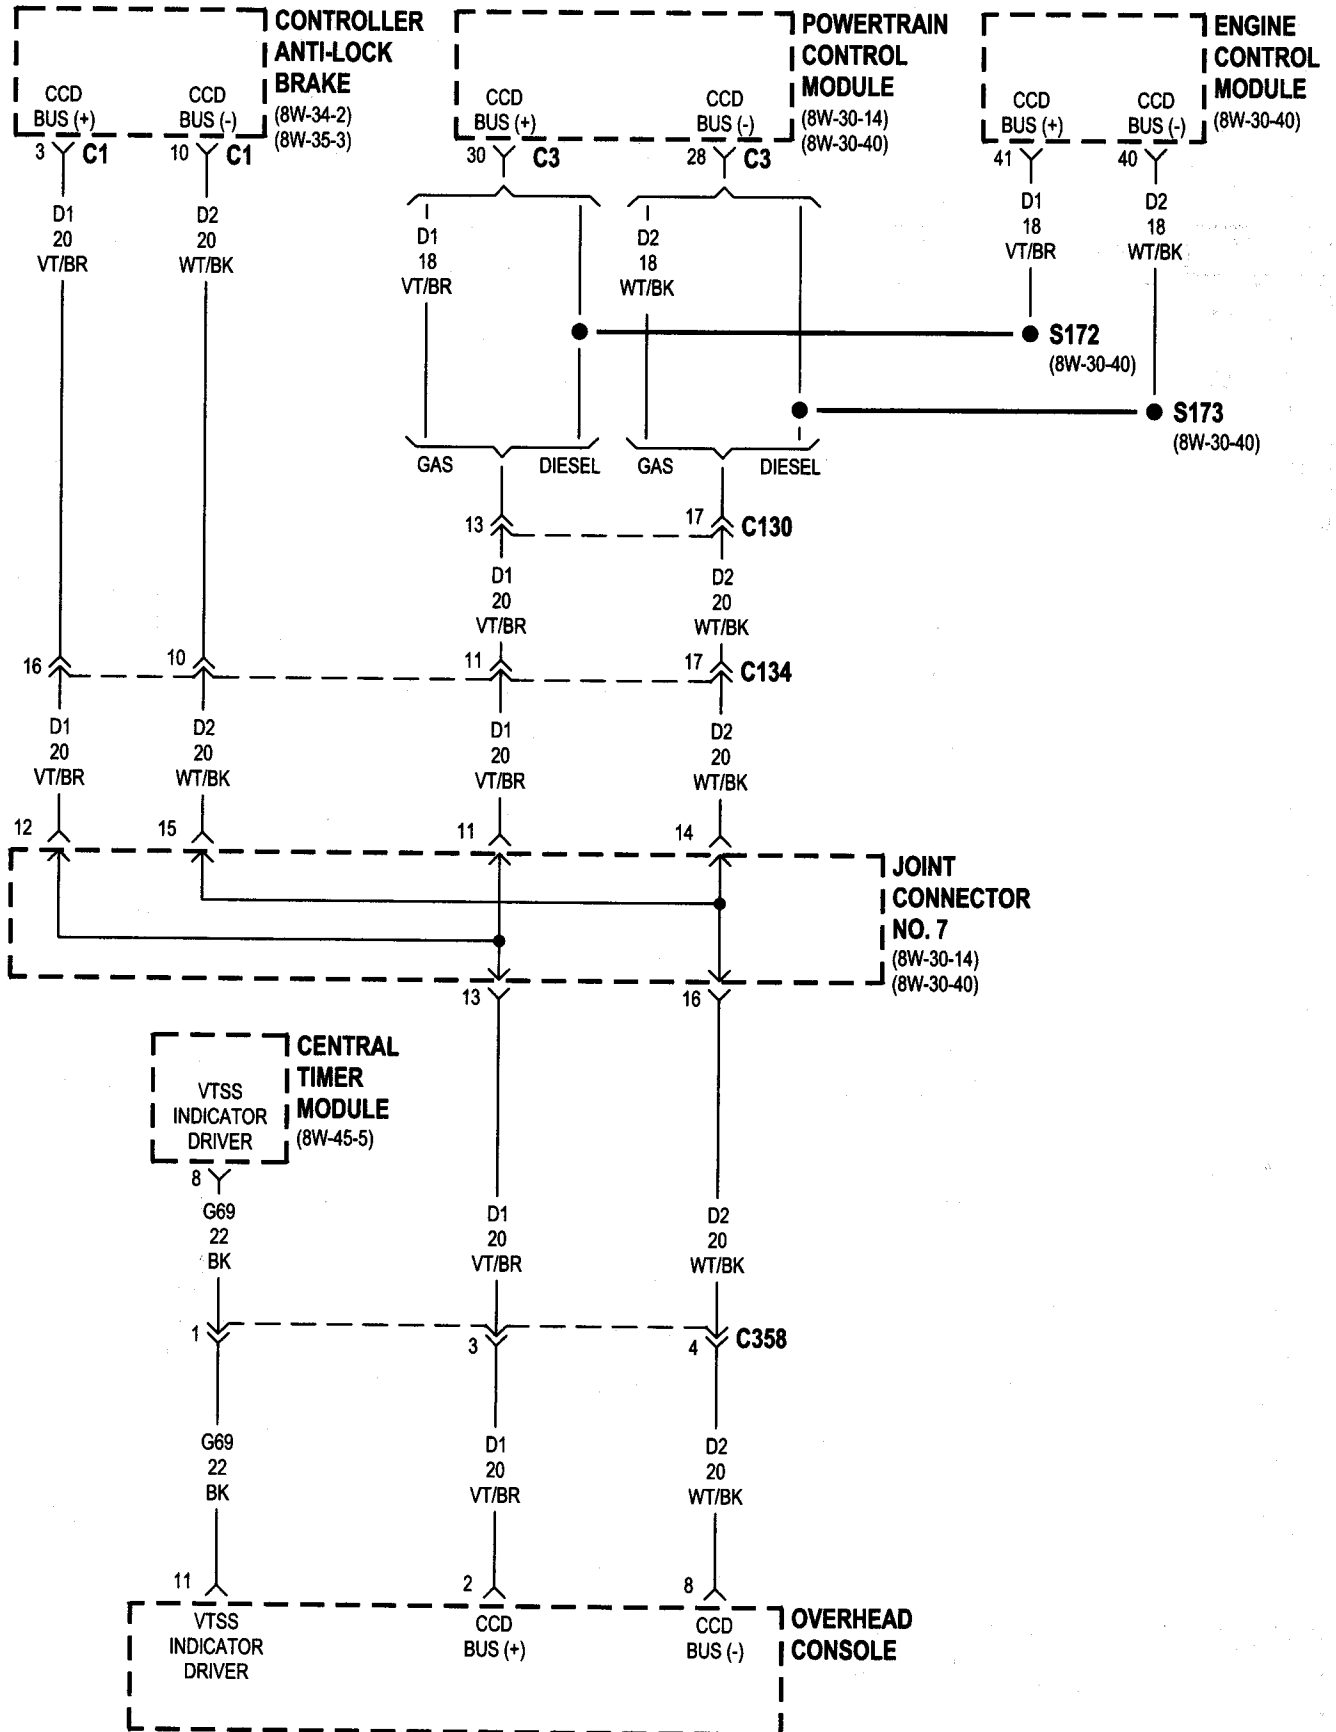 CONTROLLER
ANTI-LOCK
BRAKE
(8W-34-2)
(8W-35-3)
CCD
BUS (+)
CCD
BUS (-)
3
C1
10
C1
POWERTRAIN
CONTROL
MODULE
(8W-30-14)
(8W-30-40)
CCD
BUS (+)
CCD
BUS (-)
30
C3
28
C3
ENGINE
CONTROL
MODULE
(8W-30-40)
CCD
BUS (+)
CCD
BUS (-)
41
40
D1
20
VT/BR
D2
20
WT/BK
D1
18
VT/BR
D2
18
WT/BK
D1
18
VT/BR
D2
18
WT/BK
S172
(8W-30-40)
S173
(8W-30-40)
GAS
DIESEL
GAS
DIESEL
13
17
C130
D1
20
VT/BR
D2
20
WT/BK
16
10
11
17
C134
D1
20
VT/BR
D2
20
WT/BK
D1
20
VT/BR
D2
20
WT/BK
12
15
11
14
JOINT
CONNECTOR
NO. 7
(8W-30-14)
(8W-30-40)
13
16
CENTRAL
TIMER
MODULE
(8W-45-5)
VTSS
INDICATOR
DRIVER
8
G69
22
BK
D1
20
VT/BR
D2
20
WT/BK
1
3
4
C358
G69
22
BK
D1
20
VT/BR
D2
20
WT/BK
11
2
8
VTSS
INDICATOR
DRIVER
CCD
BUS (+)
CCD
BUS (-)
OVERHEAD
CONSOLE